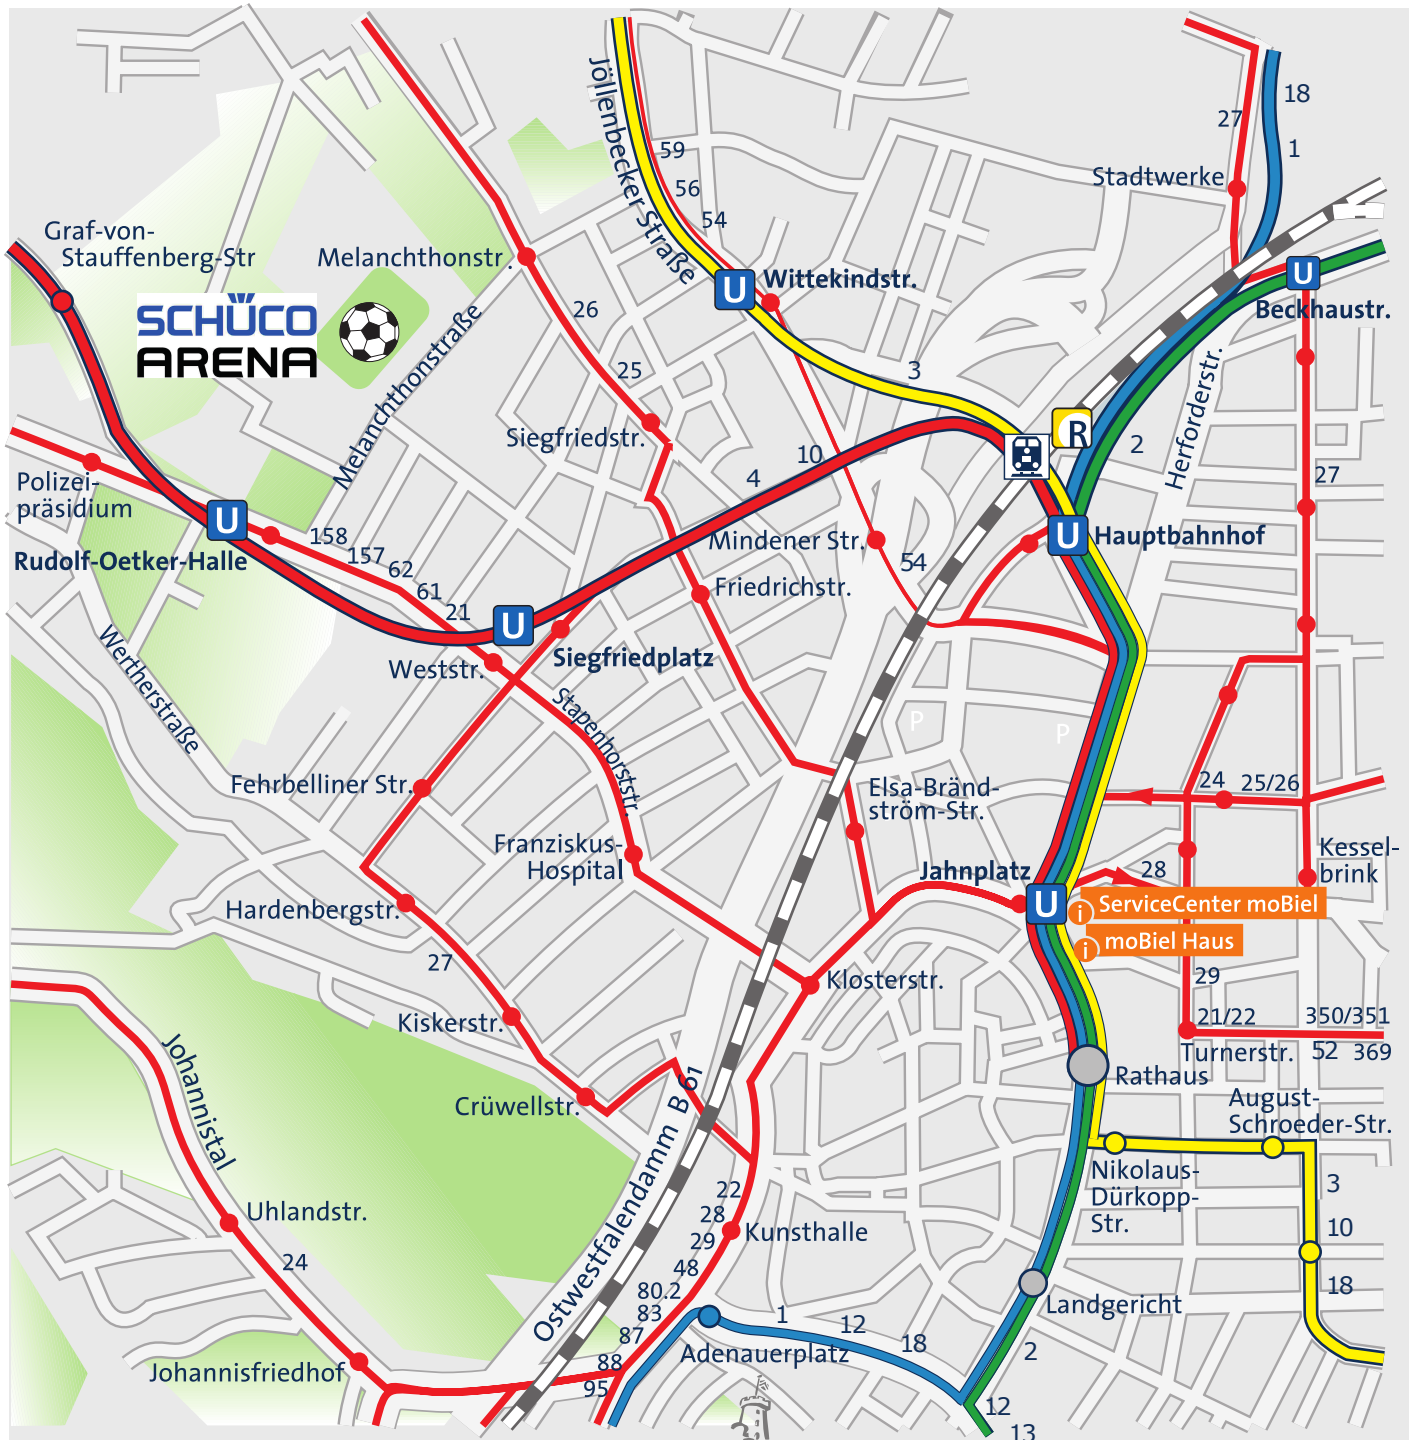 18
27
1
Stadtwerke
Jöllenbecker Straße
59
56
54
Graf-von-
Stauffenberg-Str
Melanchthonstr.
U
Wittekindstr.
U
Beckhaustr.
SCHÜCO
ARENA
26
25
3
Melanchthonstraße
Siegfriedstr.
R
2
Herforderstr.
10
4
27
Polizei-
präsidium
U
Rudolf-Oetker-Halle
158
157
62
61
21
Mindener Str.
54
U
Hauptbahnhof
Friedrichstr.
U
Siegfriedplatz
Weststr.
Wertherstraße
Stapenhorststr.
P
P
Fehrbelliner Str.
Elsa-Bränd-
ström-Str.
24
25/26
Franziskus-
Hospital
Jahnplatz
28
Kessel-
brink
Hardenbergstr.
U
i ServiceCenter moBiel
i moBiel Haus
27
Klosterstr.
29
Kiskerstr.
21/22
350/351
Turnerstr.
52
369
Johannistal
Rathaus
Crüwellstr.
August-
Schroeder-Str.
Ostwestfalendamm B 61
Nikolaus-
Dürkopp-
Str.
3
22
28
29
10
Uhlandstr.
Kunsthalle
24
48
80.2
83
87
88
95
18
Landgericht
1
12
18
2
Adenauerplatz
Johannisfriedhof
12
13